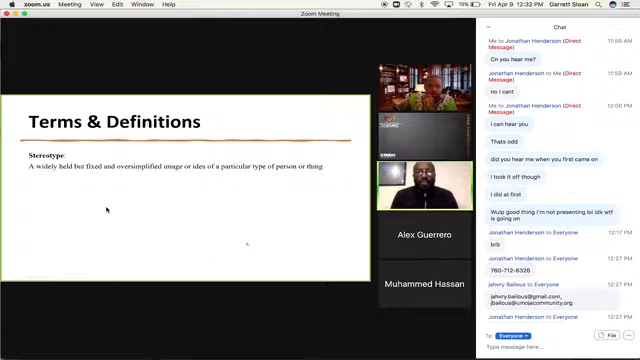 zoom.us Meeting View Edit Window Help
15% Fri Apr 9 12:32 PM Garrett Sloan
Zoom Meeting
Terms & Definitions
Stereotype:
A widely held but fixed and oversimplified image or idea of a particular type of person or thing
Alex Guerrero
Muhammed Hassan
Chat
Me to Jonathan Henderson (Direct
Message)
11:59 AM
Cn you hear me?
Jonathan Henderson to Me (Direct
Message)
11:59 AM
no I cant
Me to Jonathan Henderson (Direct
Message)
12:00 PM
i can hear you
Thats odd
did you hear me when you first came on
I took it off though
i did at first
Wulp good thing I'm not presenting lol idk wtf
is going on
Jonathan Henderson to Everyone 12:17 PM
brb
Jonathan Henderson to Everyone 12:27 PM
760-712-6326
jahvry Bailous to Everyone 12:27 PM
jahvry.bailous@gmail.com,
jbailous@umojacommunity.org
Jonathan Henderson to Everyone 12:27 PM
To: Everyone
File
Type message here...